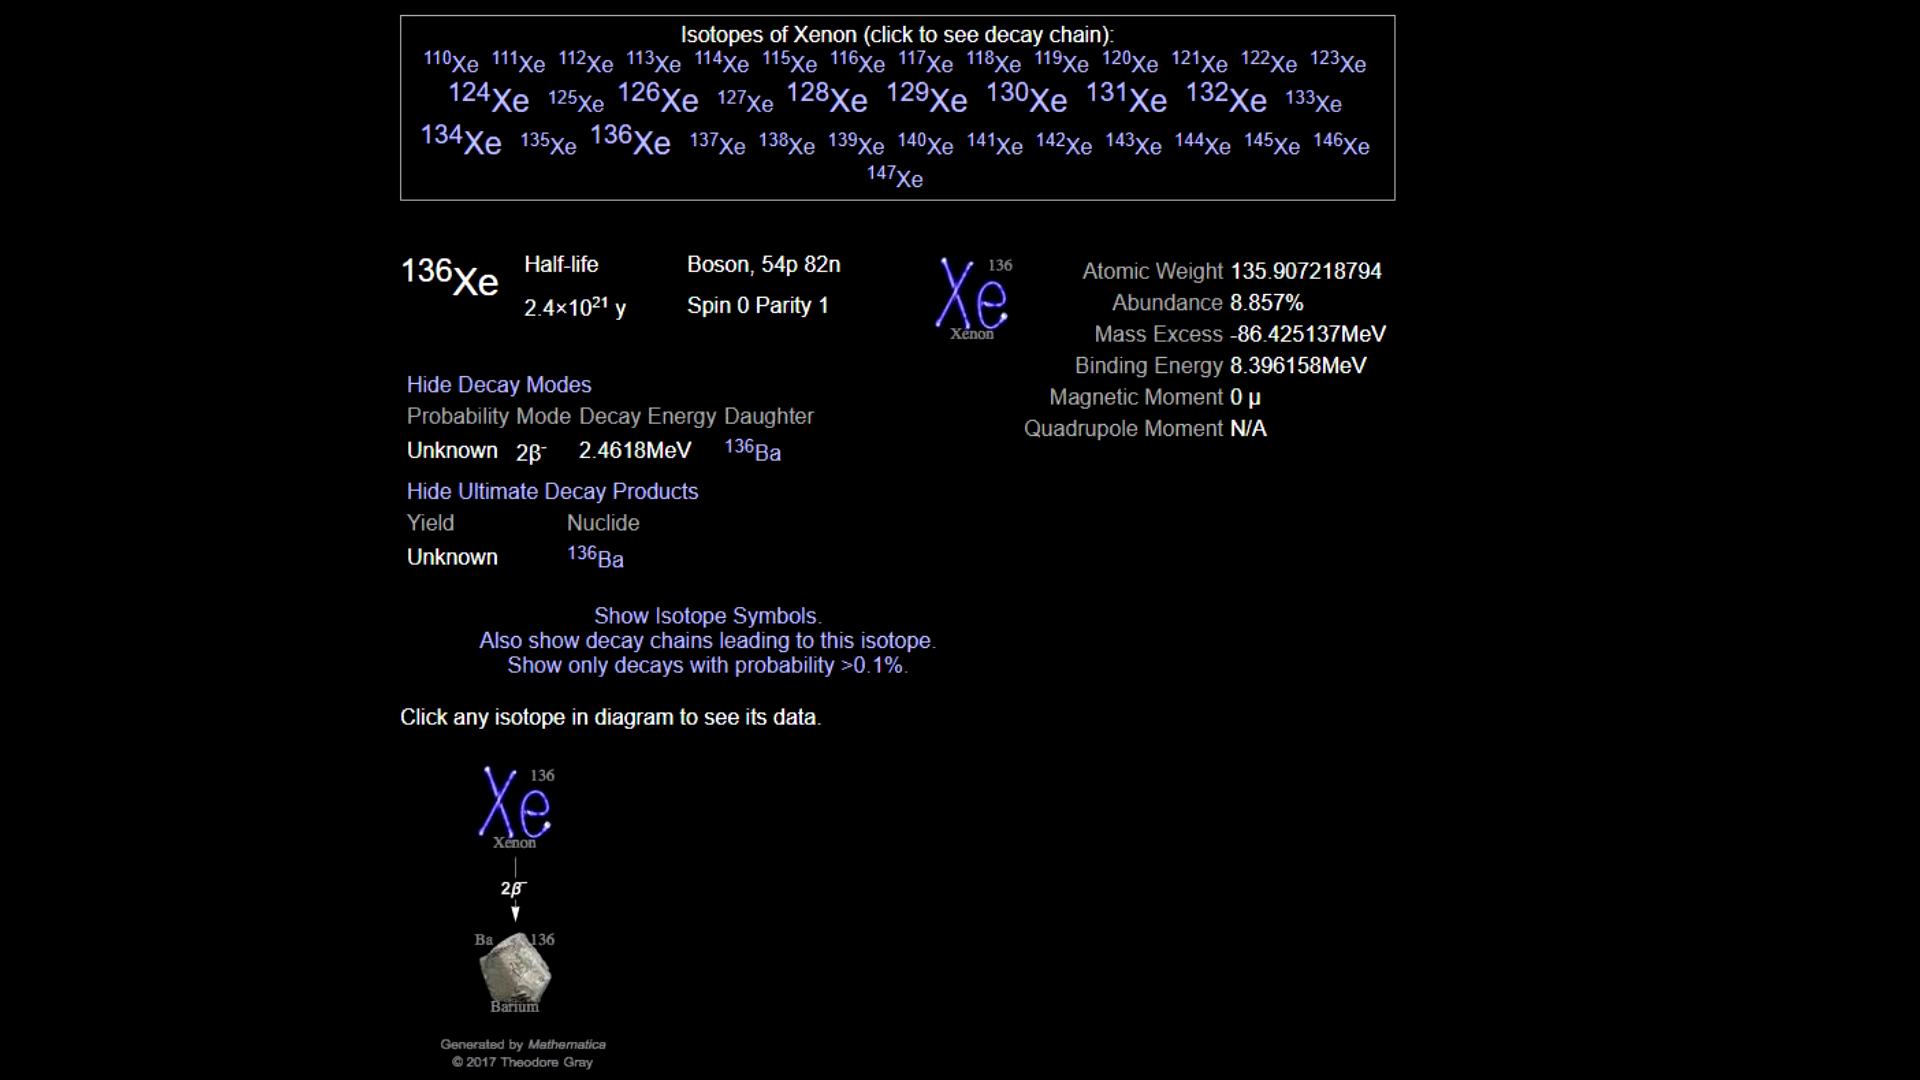 Isotopes of Xenon (click to see decay chain):
110Xe 111Xe 112Xe 113Xe 114Xe 115Xe 116Xe 117Xe 118Xe 119Xe 120Xe 121Xe 122Xe 123Xe
124Xe 125Xe 126Xe 127Xe 128Xe 129Xe 130Xe 131Xe 132Xe 133Xe
134Xe 135Xe 136Xe 137Xe 138Xe 139Xe 140Xe 141Xe 142Xe 143Xe 144Xe 145Xe 146Xe
147Xe
136Xe
Half-life
2.4×10²¹ y
Boson, 54p 82n
Spin 0 Parity 1
Xe 136
Xenon
Atomic Weight 135.907218794
Abundance 8.857%
Mass Excess -86.425137MeV
Binding Energy 8.396158MeV
Magnetic Moment 0 μ
Quadrupole Moment N/A
Hide Decay Modes
Probability Mode Decay Energy Daughter
Unknown 2β⁻ 2.4618MeV 136Ba
Hide Ultimate Decay Products
Yield Nuclide
Unknown 136Ba
Show Isotope Symbols.
Also show decay chains leading to this isotope.
Show only decays with probability >0.1%.
Click any isotope in diagram to see its data.
Xe 136
Xenon
2β⁻
Ba 136
Barium
Generated by Mathematica
© 2017 Theodore Gray